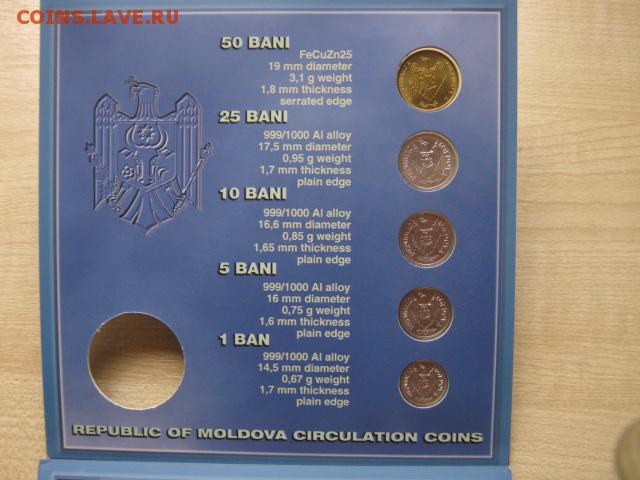 COINS.LAVE.RU
50 BANI
FeCuZn25
19 mm diameter
3,1 g weight
1,8 mm thickness
serrated edge
25 BANI
999/1000 Al alloy
17,5 mm diameter
0,95 g weight
1,7 mm thickness
plain edge
10 BANI
999/1000 Al alloy
16,6 mm diameter
0,85 g weight
1,65 mm thickness
plain edge
5 BANI
999/1000 Al alloy
16 mm diameter
0,75 g weight
1,6 mm thickness
plain edge
1 BAN
999/1000 Al alloy
14,5 mm diameter
0,67 g weight
1,7 mm thickness
plain edge
REPUBLIC OF MOLDOVA CIRCULATION COINS